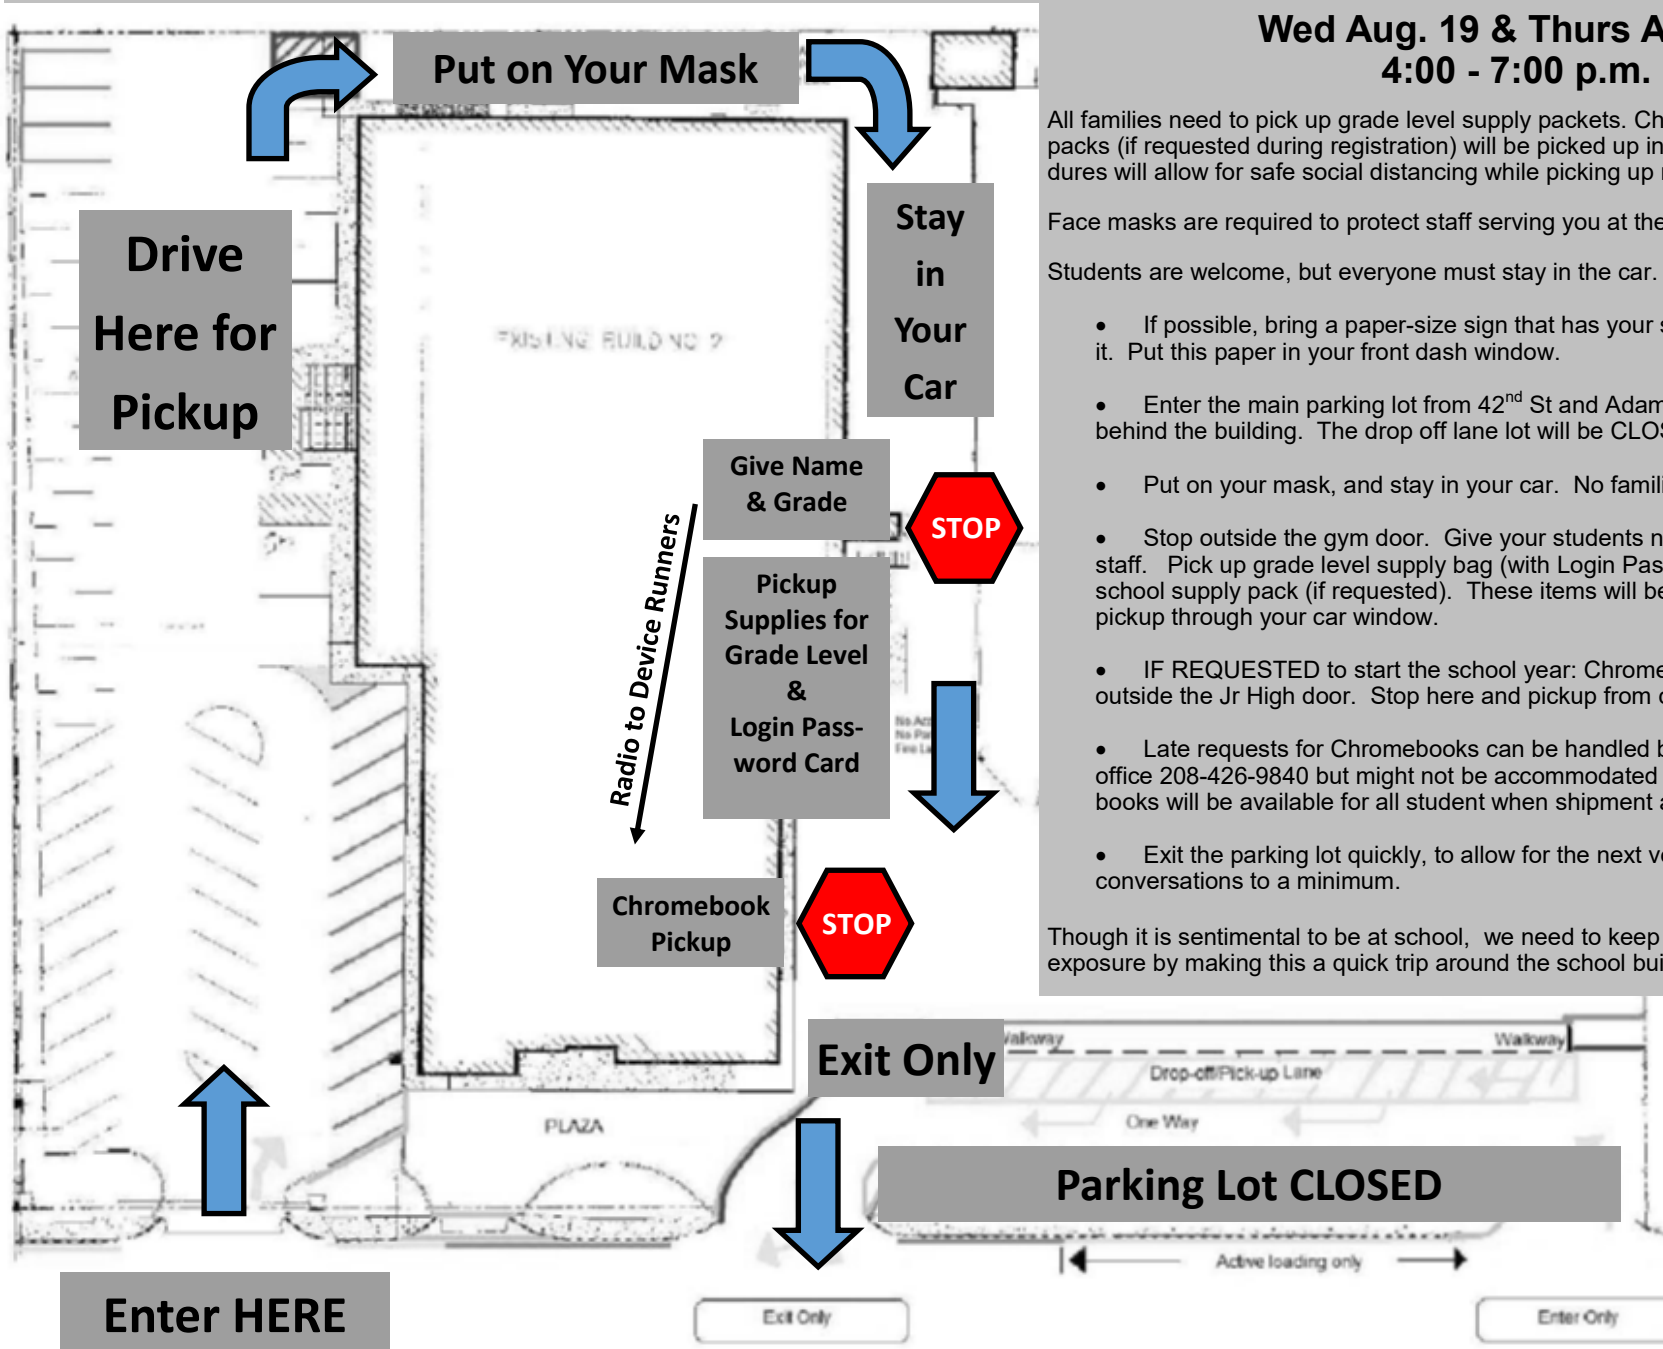 Put on Your Mask
Drive
Here for
Pickup
Stay
in
Your
Car
EXISTING BUILDING 2
Give Name
& Grade
STOP
Radio to Device Runners
Pickup
Supplies for
Grade Level
&
Login Pass-
word Card
No
No
Fire
Chromebook
Pickup
STOP
Exit Only
PLAZA
Enter HERE
Exit Only
Wed Aug. 19 & Thurs
4:00 - 7:00 p.m.
All families need to pick up grade level supply packets.
packs (if requested during registration) will be picked up in
dures will allow for safe social distancing while picking up
Face masks are required to protect staff serving you at the
Students are welcome, but everyone must stay in the car.
• If possible, bring a paper-size sign that has your
it. Put this paper in your front dash window.
• Enter the main parking lot from 42nd St and
behind the building. The drop off lane lot will be
• Put on your mask, and stay in your car. No
• Stop outside the gym door. Give your students
staff. Pick up grade level supply bag (with Login
school supply pack (if requested). These items will be
pickup through your car window.
• IF REQUESTED to start the school year:
outside the Jr High door. Stop here and pickup from
• Late requests for Chromebooks can be handled
office 208-426-9840 but might not be accommodated
books will be available for all student when shipment
• Exit the parking lot quickly, to allow for the next
conversations to a minimum.
Though it is sentimental to be at school, we need to keep
exposure by making this a quick trip around the school
Walkway Walkway
Drop-off/Pick-up Lane
One Way
Parking Lot CLOSED
Active loading only
Enter Only